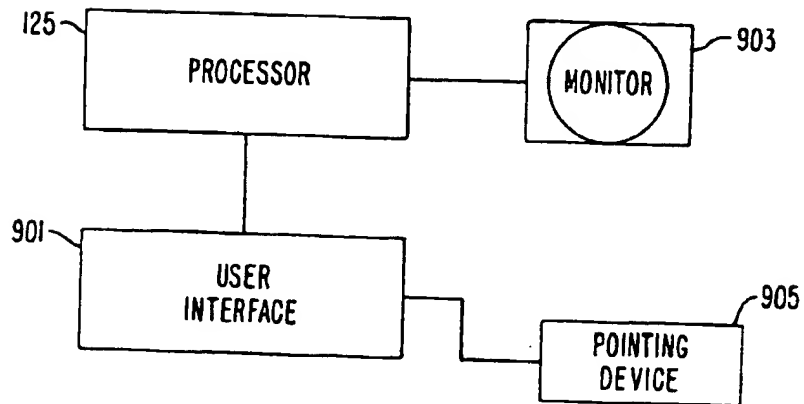 125
PROCESSOR
MONITOR
903
901
USER
INTERFACE
905
POINTING
DEVICE